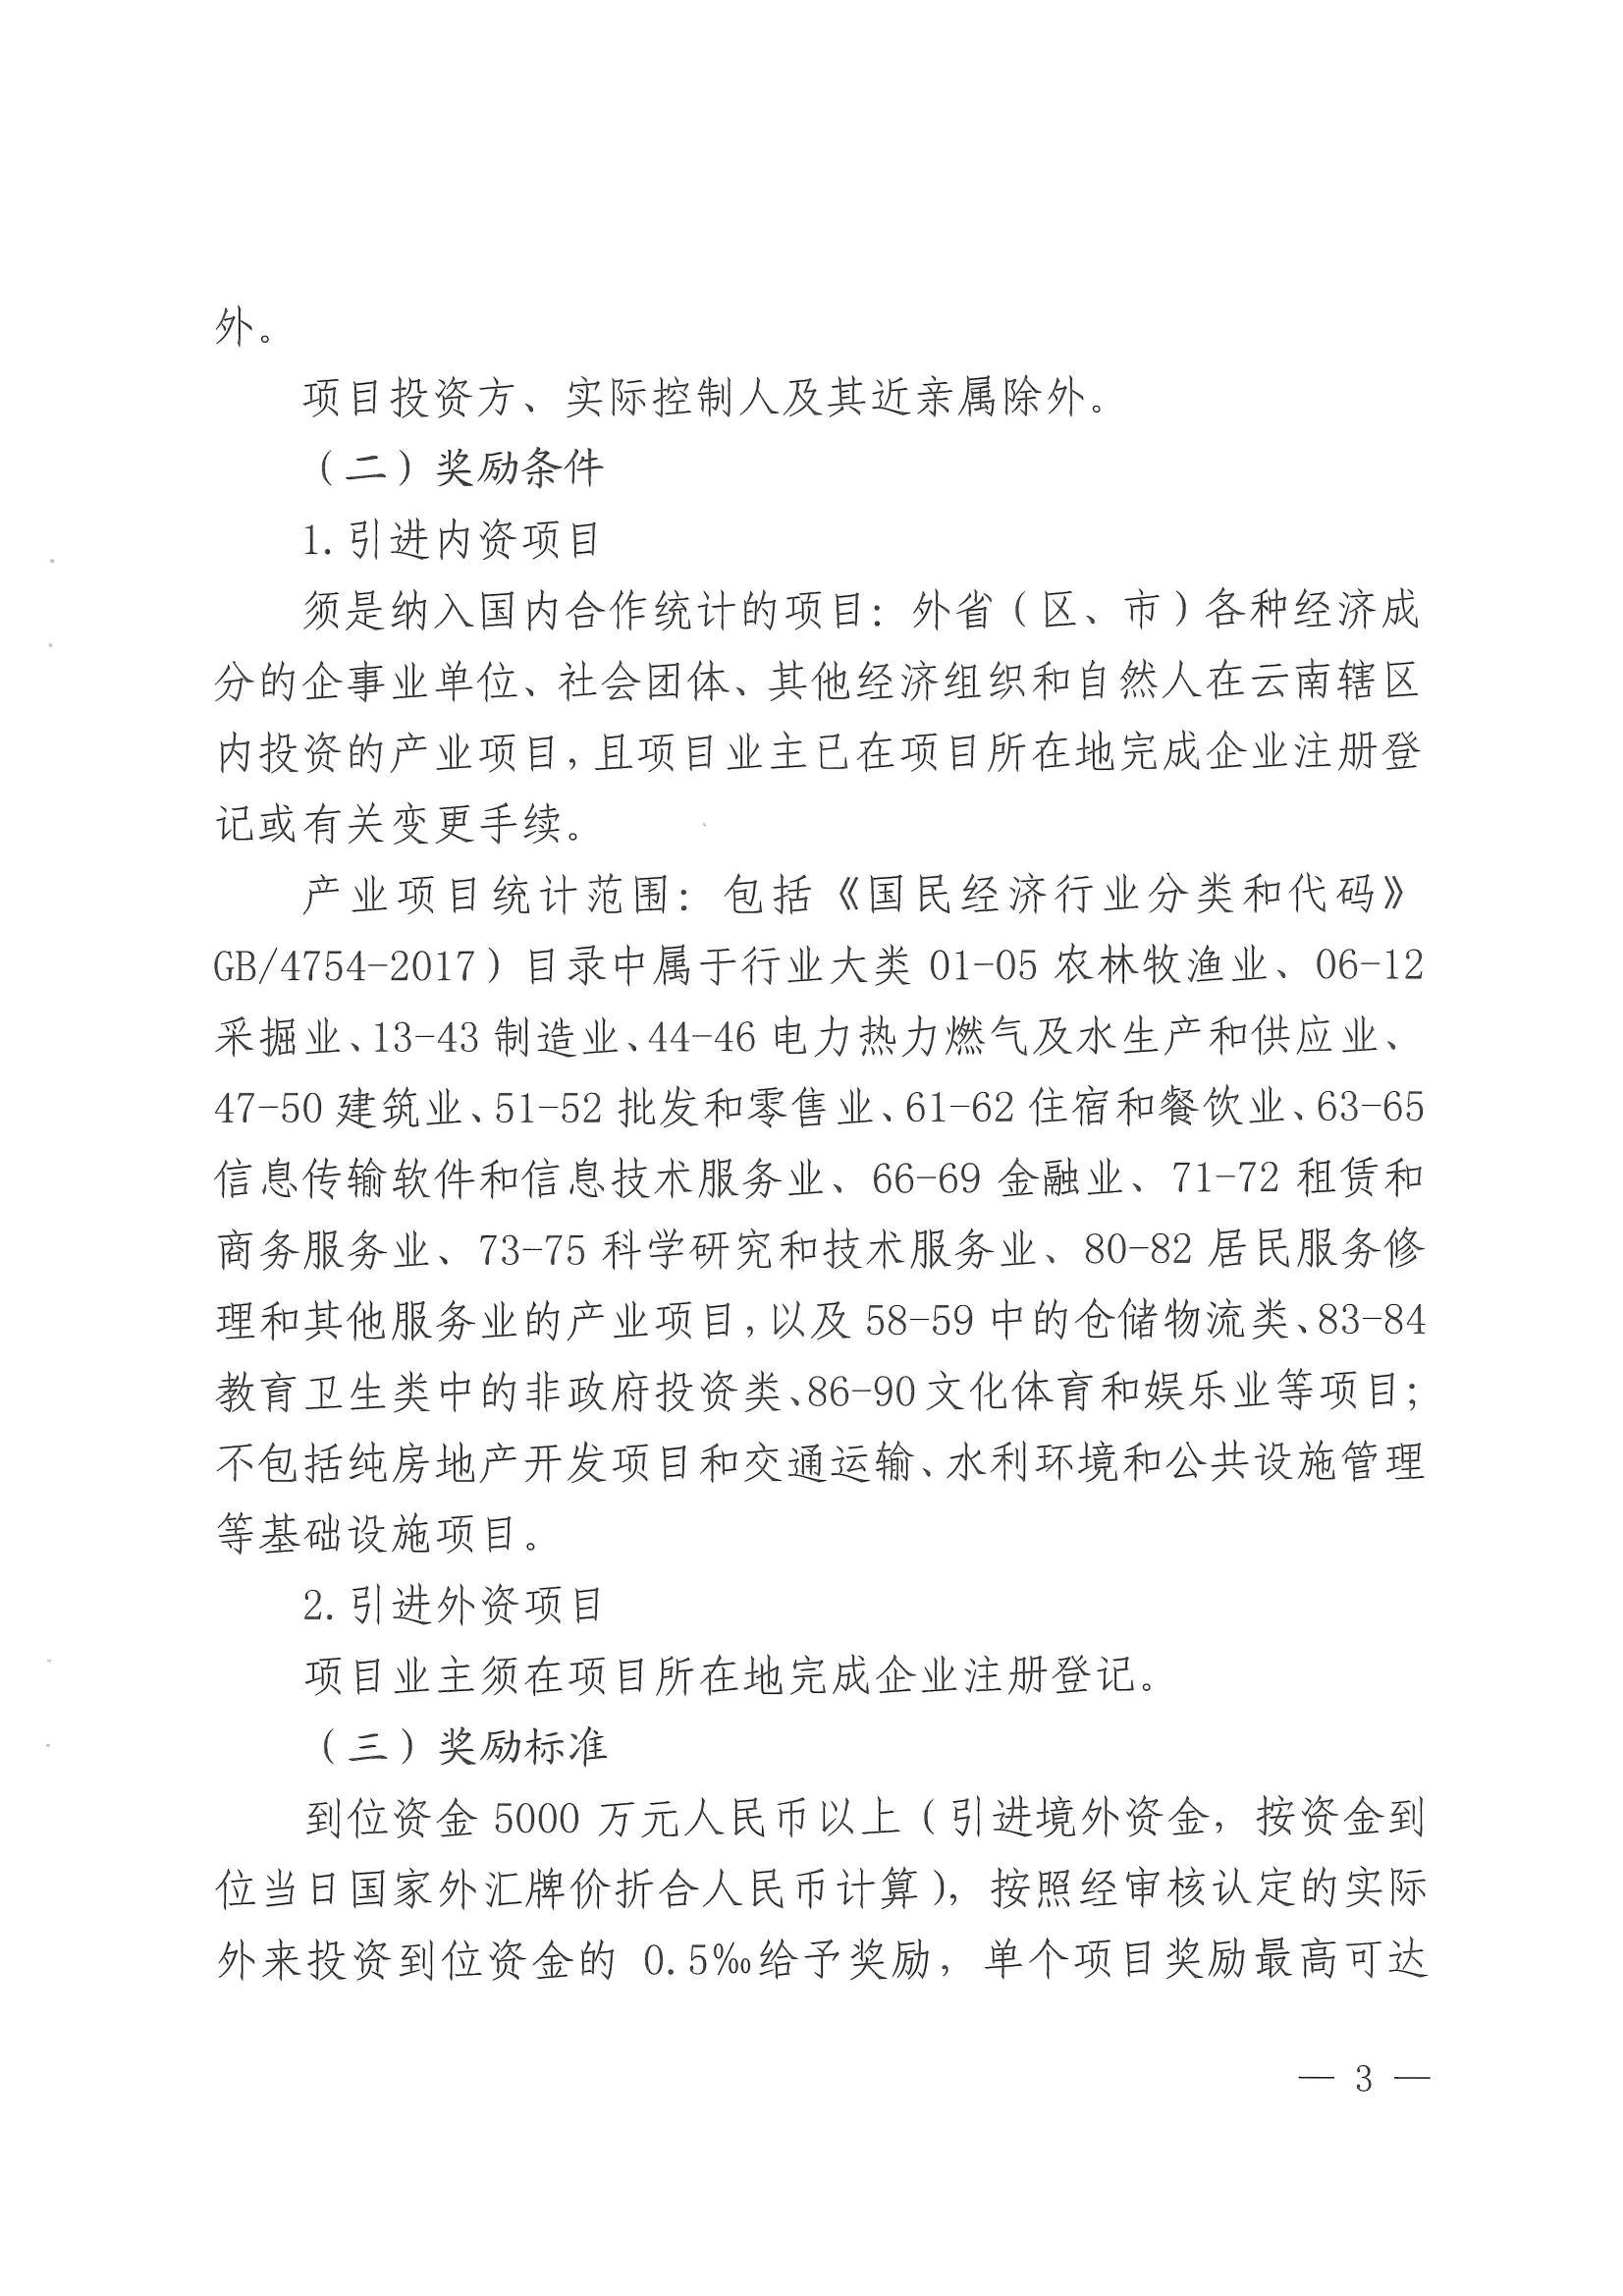 外。
项目投资方、实际控制人及其近亲属除外。
（二）奖励条件
1.引进内资项目
须是纳入国内合作统计的项目：外省（区、市）各种经济成
分的企事业单位、社会团体、其他经济组织和自然人在云南辖区
内投资的产业项目，且项目业主已在项目所在地完成企业注册登
记或有关变更手续。
产业项目统计范围：包括《国民经济行业分类和代码》
GB/4754-2017）目录中属于行业大类 01-05 农林牧渔业、06-12
采掘业、13-43 制造业、44-46 电力热力燃气及水生产和供应业、
47-50 建筑业、51-52 批发和零售业、61-62 住宿和餐饮业、63-65
信息传输软件和信息技术服务业、66-69 金融业、71-72 租赁和
商务服务业、73-75 科学研究和技术服务业、80-82 居民服务修
理和其他服务业的产业项目，以及 58-59 中的仓储物流类、83-84
教育卫生类中的非政府投资类、86-90 文化体育和娱乐业等项目；
不包括纯房地产开发项目和交通运输、水利环境和公共设施管理
等基础设施项目。
2.引进外资项目
项目业主须在项目所在地完成企业注册登记。
（三）奖励标准
到位资金 5000 万元人民币以上（引进境外资金，按资金到
位当日国家外汇牌价折合人民币计算），按照经审核认定的实际
外来投资到位资金的 0.5‰给予奖励，单个项目奖励最高可达
— 3 —